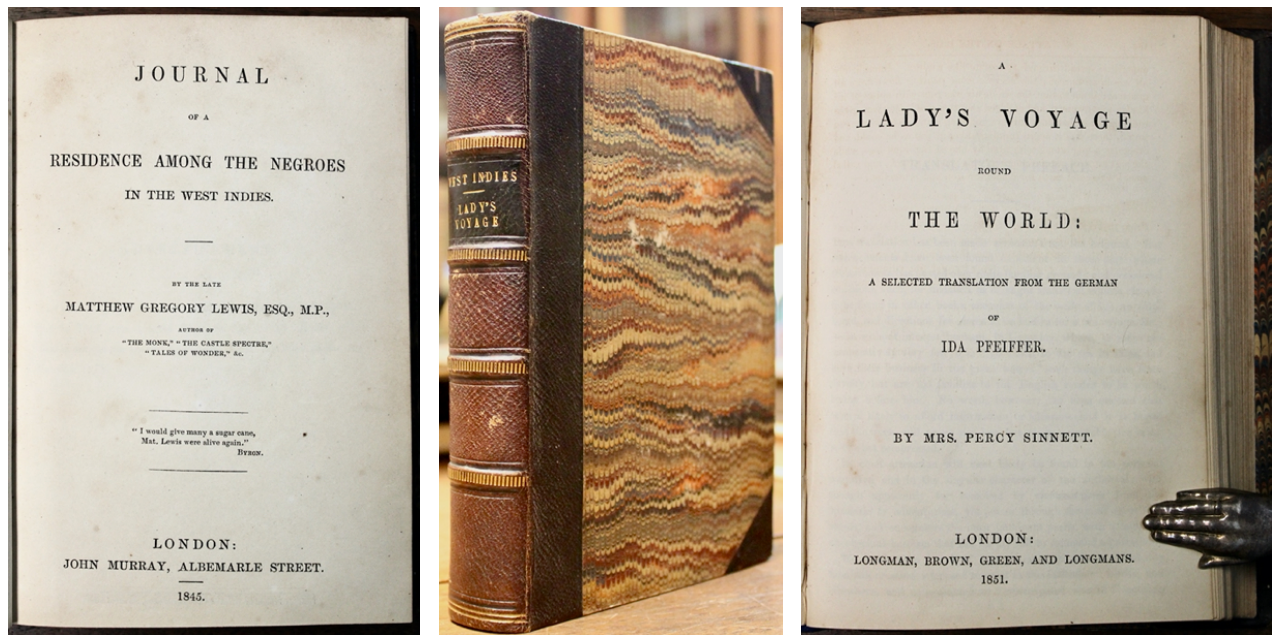 JOURNAL
OF A
RESIDENCE AMONG THE NEGROES
IN THE WEST INDIES.
BY THE LATE
MATTHEW GREGORY LEWIS, ESQ., M.P.,
AUTHOR OF
"THE MONK," "THE CASTLE SPECTRE,"
"TALES OF WONDER," &c.
"I would give many a sugar cane,
Mat. Lewis were alive again."
BYRON.
LONDON:
JOHN MURRAY, ALBEMARLE STREET.
1845.
WEST INDIES
LADY'S
VOYAGE
A
LADY'S VOYAGE
ROUND
THE WORLD:
A SELECTED TRANSLATION FROM THE GERMAN
OF
IDA PFEIFFER.
BY MRS. PERCY SINNETT.
LONDON:
LONGMAN, BROWN, GREEN, AND LONGMANS.
1851.